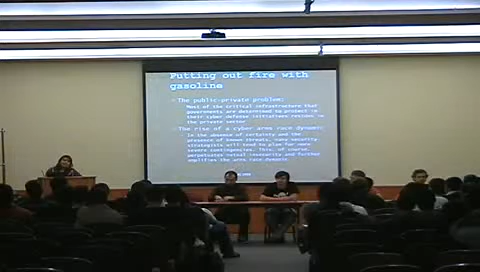 Putting out fire with
gasoline
The public-private problem:
Most of the critical infrastructure that
governments are determined to protect in
their cyber defense initiatives restons in
the private sector
The rise of a cyber arms race dynamic
In the absence of certainty and the
presence of known threats, many security
strategists will tend to plan for more
severe contingencies. This, of course,
perpetuates mutual insecurity and further
amplifies the arms race dynamic